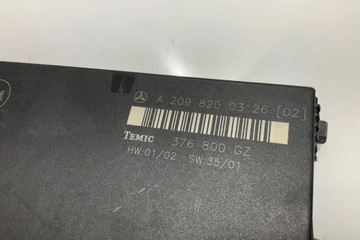 A 209 820 03 26 [02]
TEMIC 376 800 GZ
HW:01/02 SW:35/01